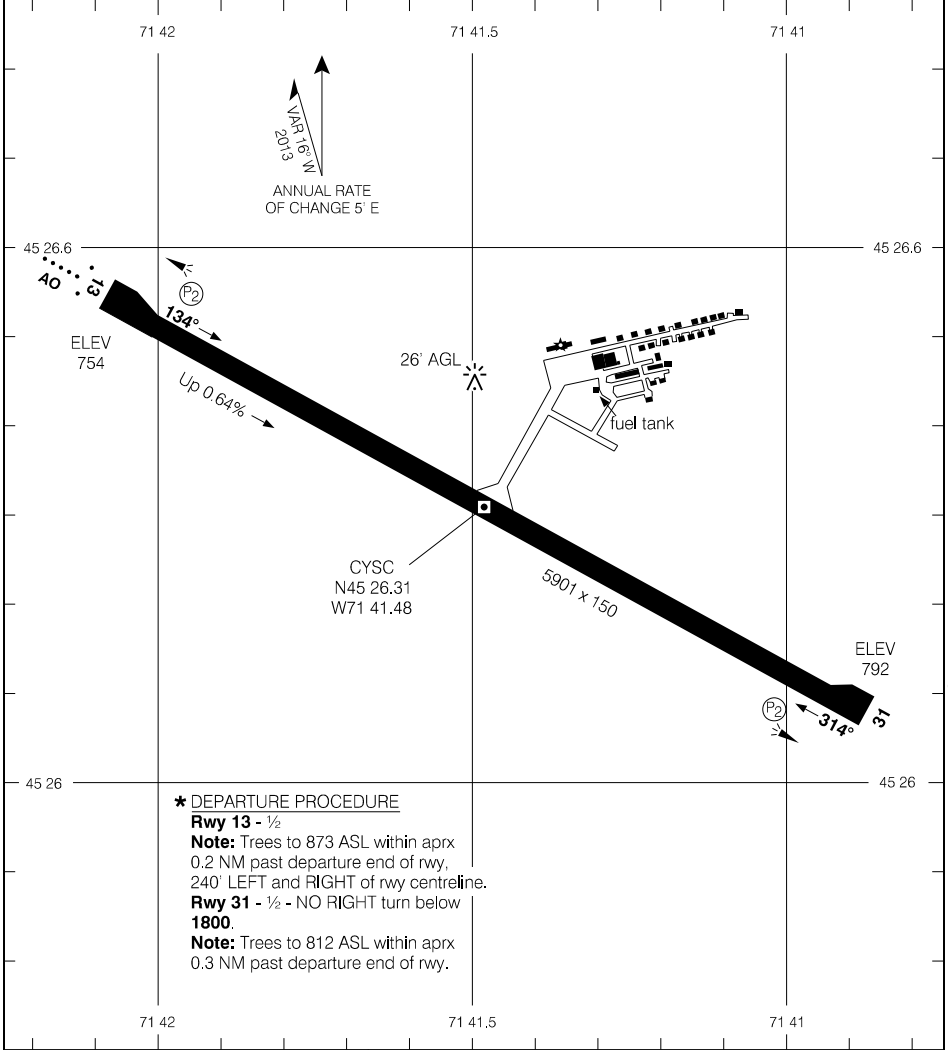 71 42
71 41.5
71 41
VAR 16° W
2013
ANNUAL RATE
OF CHANGE 5' E
45 26.6
45 26.6
AO
13
P2
134°
ELEV
754
Up 0.64%
26' AGL
fuel tank
CYSC
N45 26.31
W71 41.48
5901 x 150
ELEV
792
P2
314°
31
45 26
45 26
* DEPARTURE PROCEDURE
Rwy 13 - ½
Note: Trees to 873 ASL within aprx
0.2 NM past departure end of rwy,
240' LEFT and RIGHT of rwy centreline.
Rwy 31 - ½ - NO RIGHT turn below
1800.
Note: Trees to 812 ASL within aprx
0.3 NM past departure end of rwy.
71 42
71 41.5
71 41